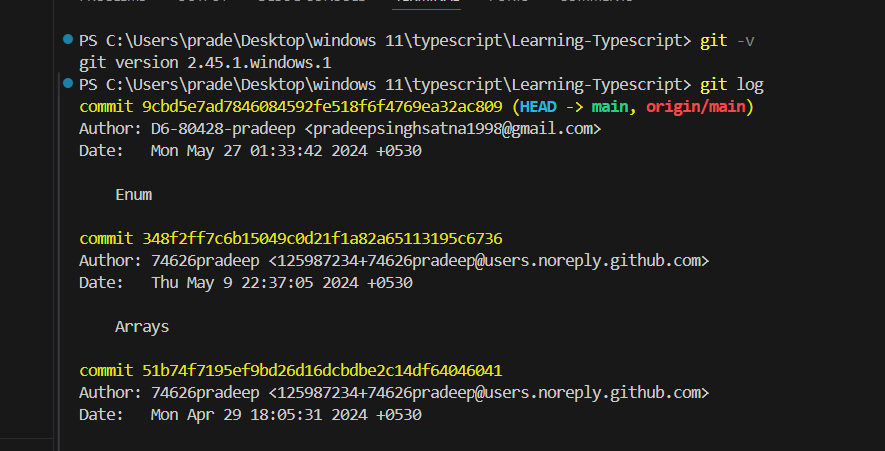 PS C:\Users\prade\Desktop\windows 11\typescript\Learning-Typescript> git -v
git version 2.45.1.windows.1
PS C:\Users\prade\Desktop\windows 11\typescript\Learning-Typescript> git log
commit 9cbd5e7ad7846084592fe518f6f4769ea32ac809 (HEAD -> main, origin/main)
Author: D6-80428-pradeep <pradeepsinghsatna1998@gmail.com>
Date:   Mon May 27 01:33:42 2024 +0530
Enum
commit 348f2ff7c6b15049c0d21f1a82a65113195c6736
Author: 74626pradeep <125987234+74626pradeep@users.noreply.github.com>
Date:   Thu May 9 22:37:05 2024 +0530
Arrays
commit 51b74f7195ef9bd26d16dcbdbe2c14df64046041
Author: 74626pradeep <125987234+74626pradeep@users.noreply.github.com>
Date:   Mon Apr 29 18:05:31 2024 +0530